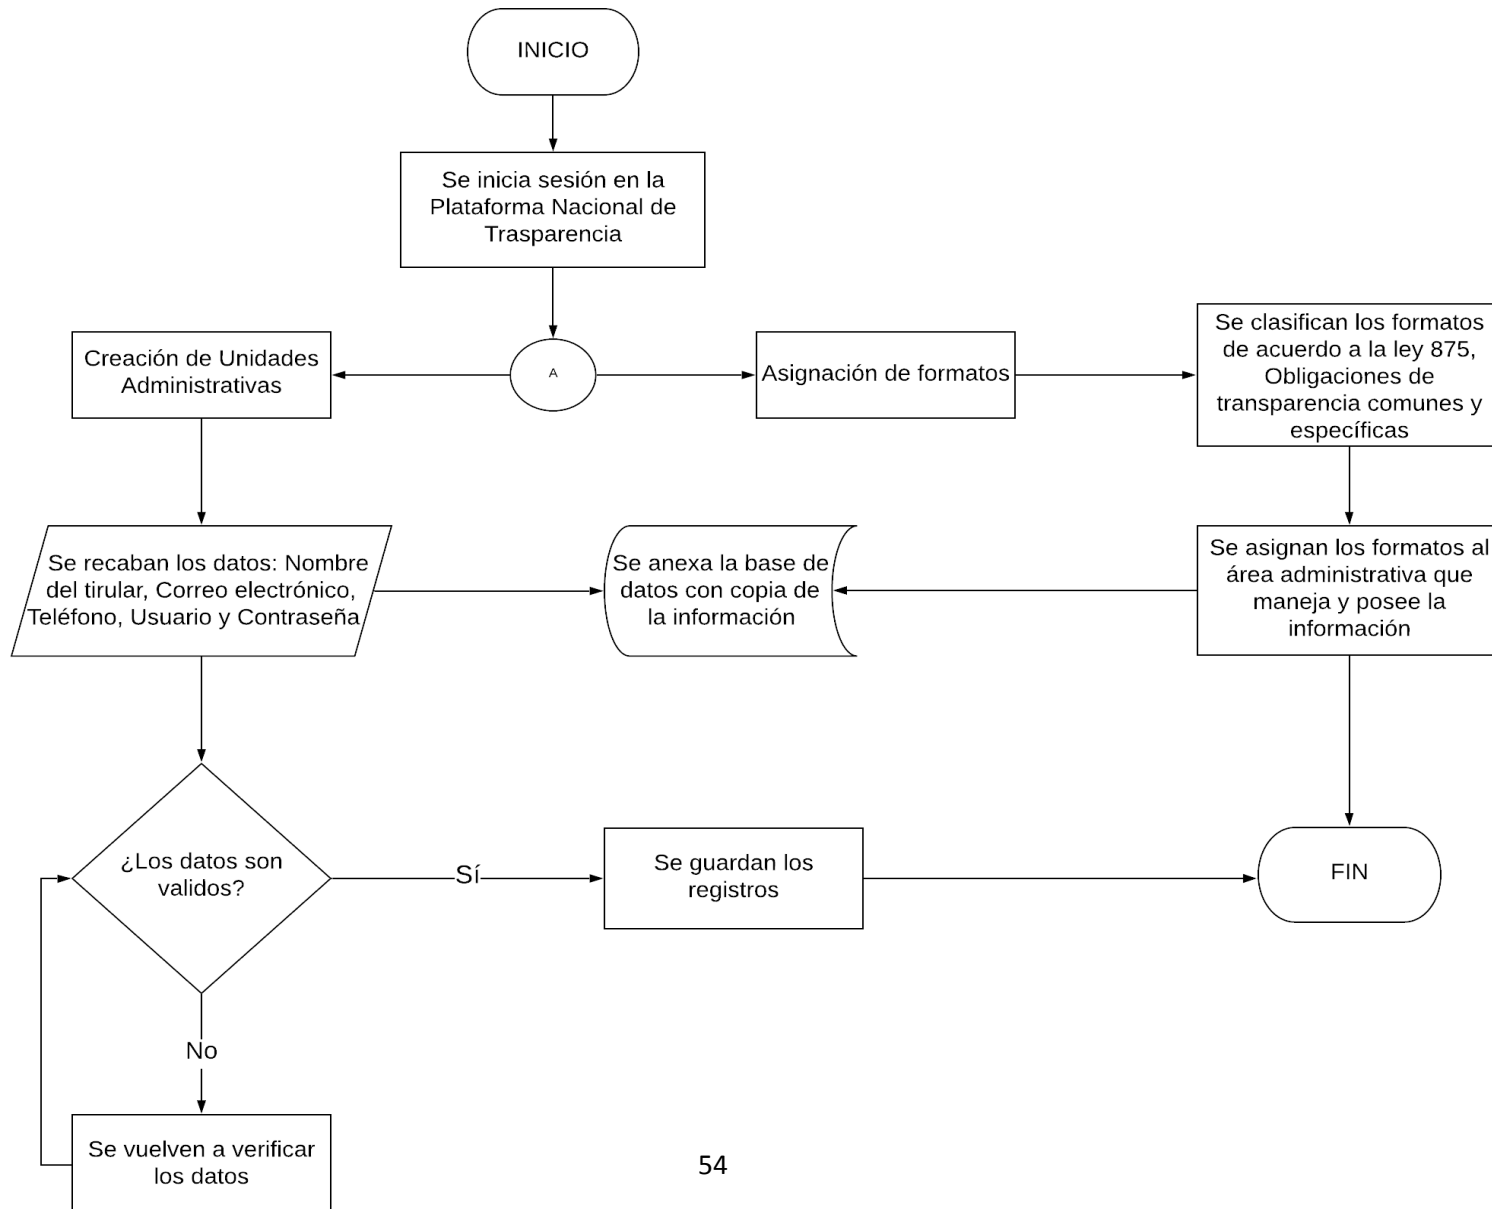 INICIO
Se inicia sesión en la
Plataforma Nacional de
Trasparencia
Creación de Unidades
Administrativas
A
Asignación de formatos
Se clasifican los formatos
de acuerdo a la ley 875,
Obligaciones de
transparencia comunes y
específicas
Se recaban los datos: Nombre
del tirular, Correo electrónico,
Teléfono, Usuario y Contraseña
Se anexa la base de
datos con copia de
la información
Se asignan los formatos al
área administrativa que
maneja y posee la
información
¿Los datos son
validos?
Sí
Se guardan los
registros
FIN
No
Se vuelven a verificar
los datos
54